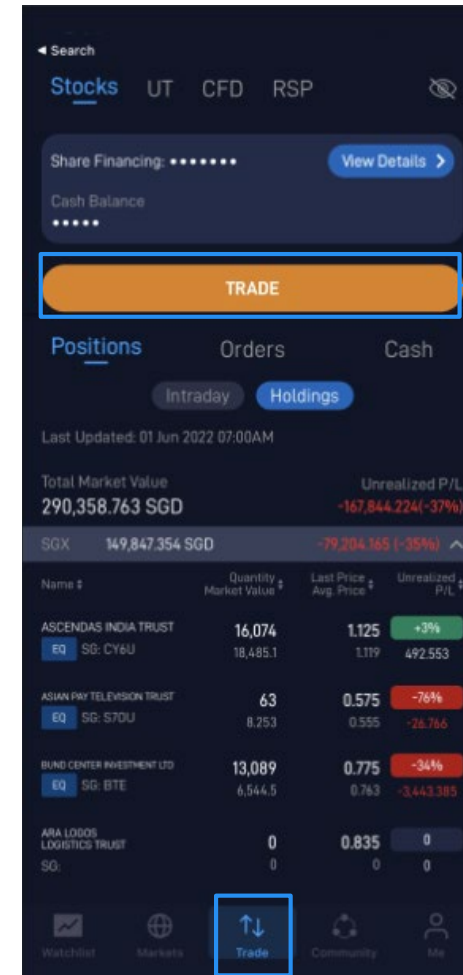 ◄ Search
Stocks UT CFD RSP
Share Financing: •••••••
View Details >
Cash Balance
•••••
TRADE
Positions Orders Cash
Intraday Holdings
Last Updated: 01 Jun 2022 07:00AM
Total Market Value Unrealized P/L
290,358.763 SGD -167,844.224(-37%)
SGX 149,847.354 SGD -79,204.165 (-35%)
Name Quantity Last Price Unrealized
Market Value Avg. Price P/L
ASCENDAS INDIA TRUST 16,074 1.125 +3%
EQ SG: CY6U 18,485.1 1.119 492.553
ASIAN PAY TELEVISION TRUST 63 0.575 -76%
EQ SG: S7OU 8.253 0.555 -26.766
BUND CENTER INVESTMENT LTD 13,089 0.775 -34%
EQ SG: BTE 6,544.5 0.763 -3,443.385
ARA LOGOS
LOGISTICS TRUST 0 0.835 0
SG: 0 0 0
Watchlist Markets Trade Community Me